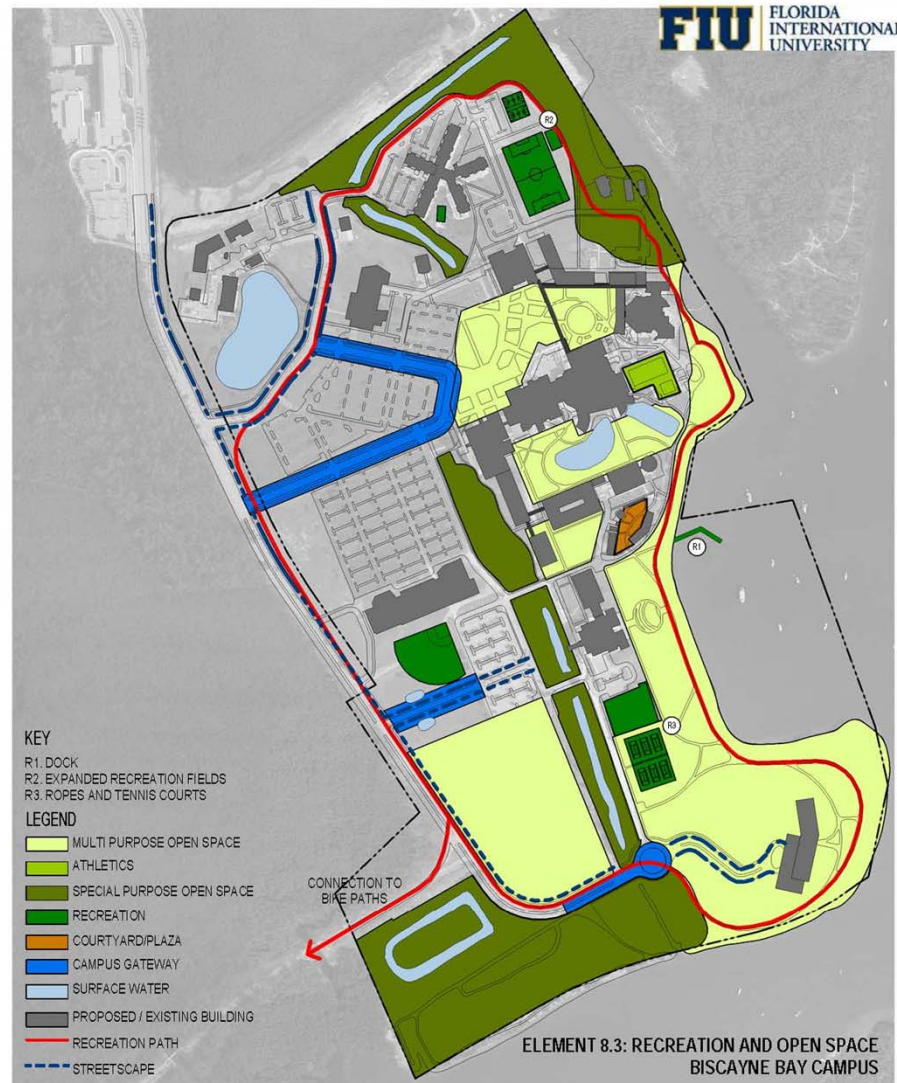 FIU
FLORIDA
INTERNATIONAL
UNIVERSITY
R2
R1
R3
KEY
R1. DOCK
R2. EXPANDED RECREATION FIELDS
R3. ROPES AND TENNIS COURTS
LEGEND
MULTI PURPOSE OPEN SPACE
ATHLETICS
SPECIAL PURPOSE OPEN SPACE
RECREATION
COURTYARD/PLAZA
CAMPUS GATEWAY
SURFACE WATER
PROPOSED / EXISTING BUILDING
RECREATION PATH
STREETSCAPE
CONNECTION TO
BIKE PATHS
ELEMENT 8.3: RECREATION AND OPEN SPACE
BISCAYNE BAY CAMPUS